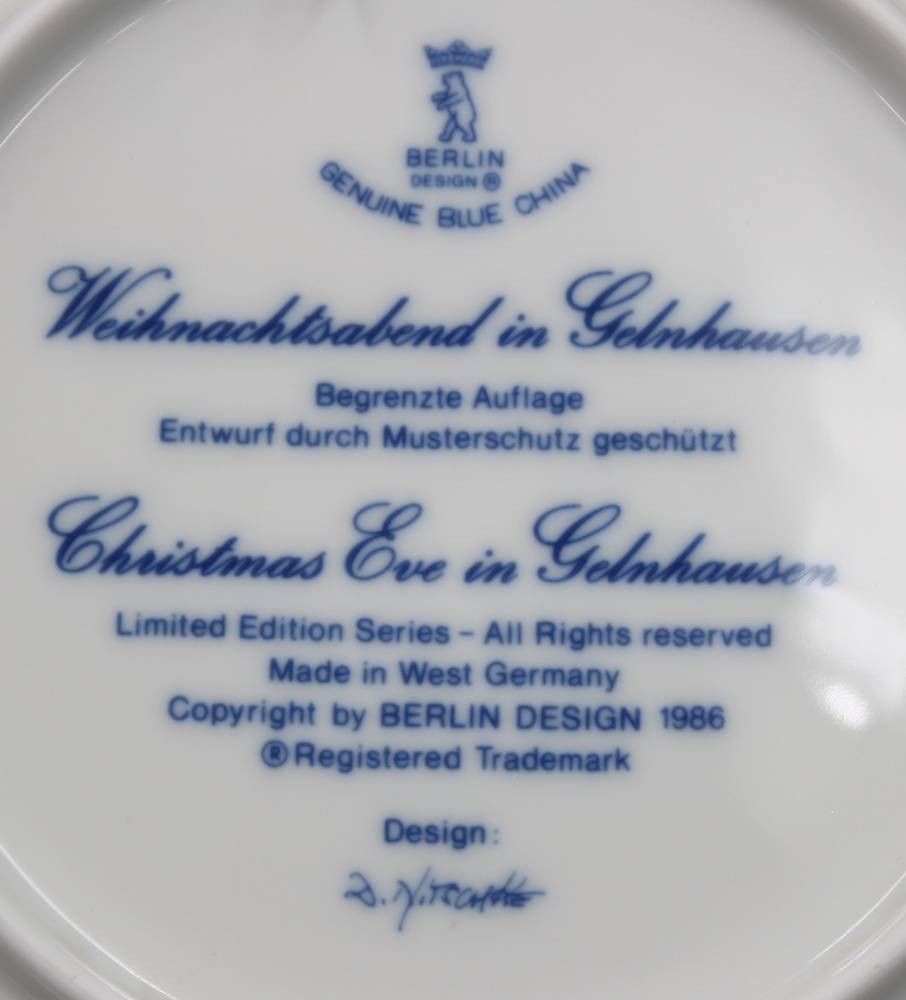 BERLIN
DESIGN ®
GENUINE BLUE CHINA
Weihnachtsabend in Gelnhausen
Begrenzte Auflage
Entwurf durch Musterschutz geschützt
Christmas Eve in Gelnhausen
Limited Edition Series – All Rights reserved
Made in West Germany
Copyright by BERLIN DESIGN 1986
® Registered Trademark
Design:
D. Nitschke